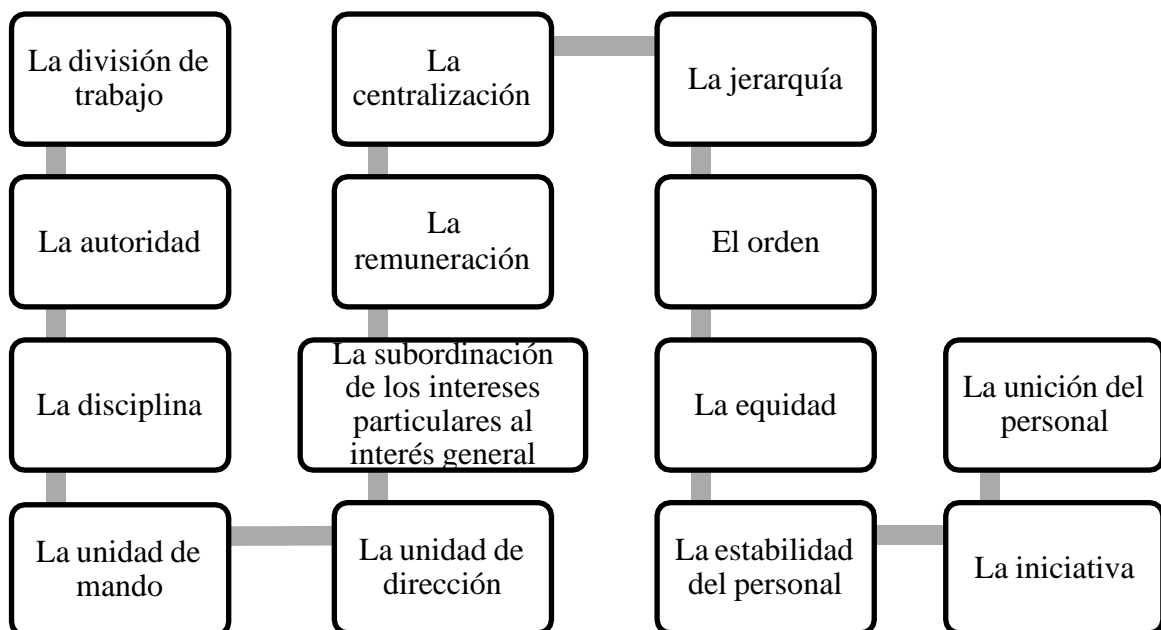 La división de
trabajo
La autoridad
La disciplina
La unidad de
mando
La unidad de
dirección
La subordinación
de los intereses
particulares al
interés general
La
remuneración
La
centralización
La jerarquía
El orden
La equidad
La estabilidad
del personal
La iniciativa
La unición del
personal